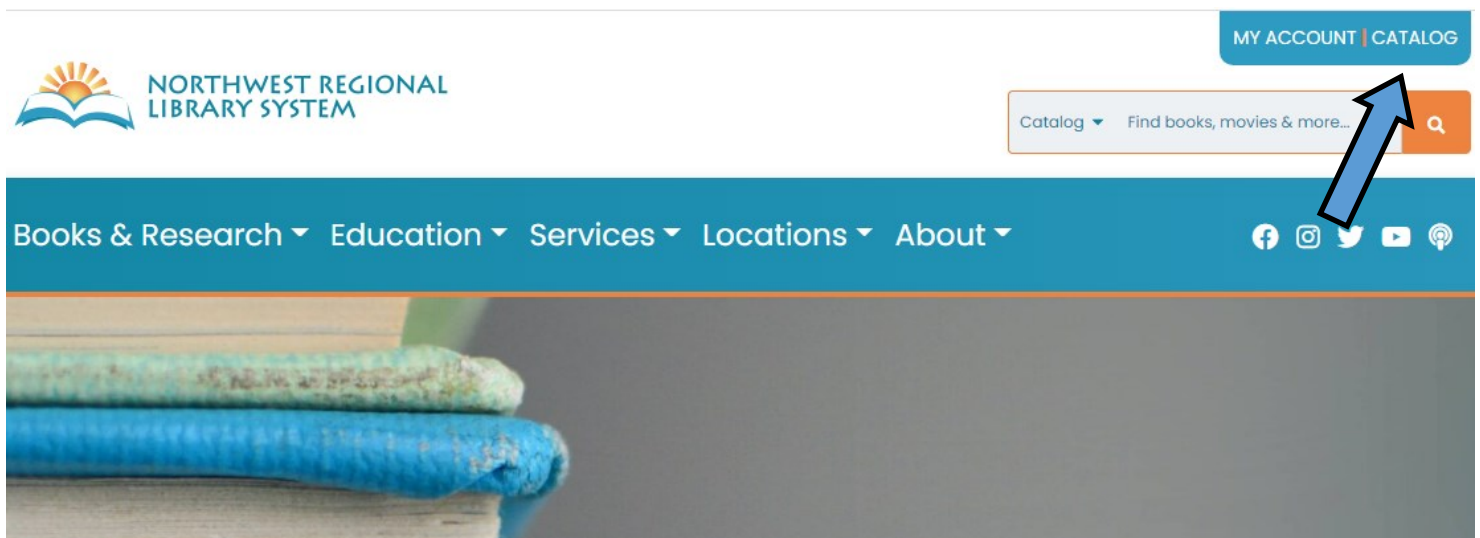 MY ACCOUNT | CATALOG
NORTHWEST REGIONAL
LIBRARY SYSTEM
Catalog Find books, movies & more...
Books & Research Education Services Locations About